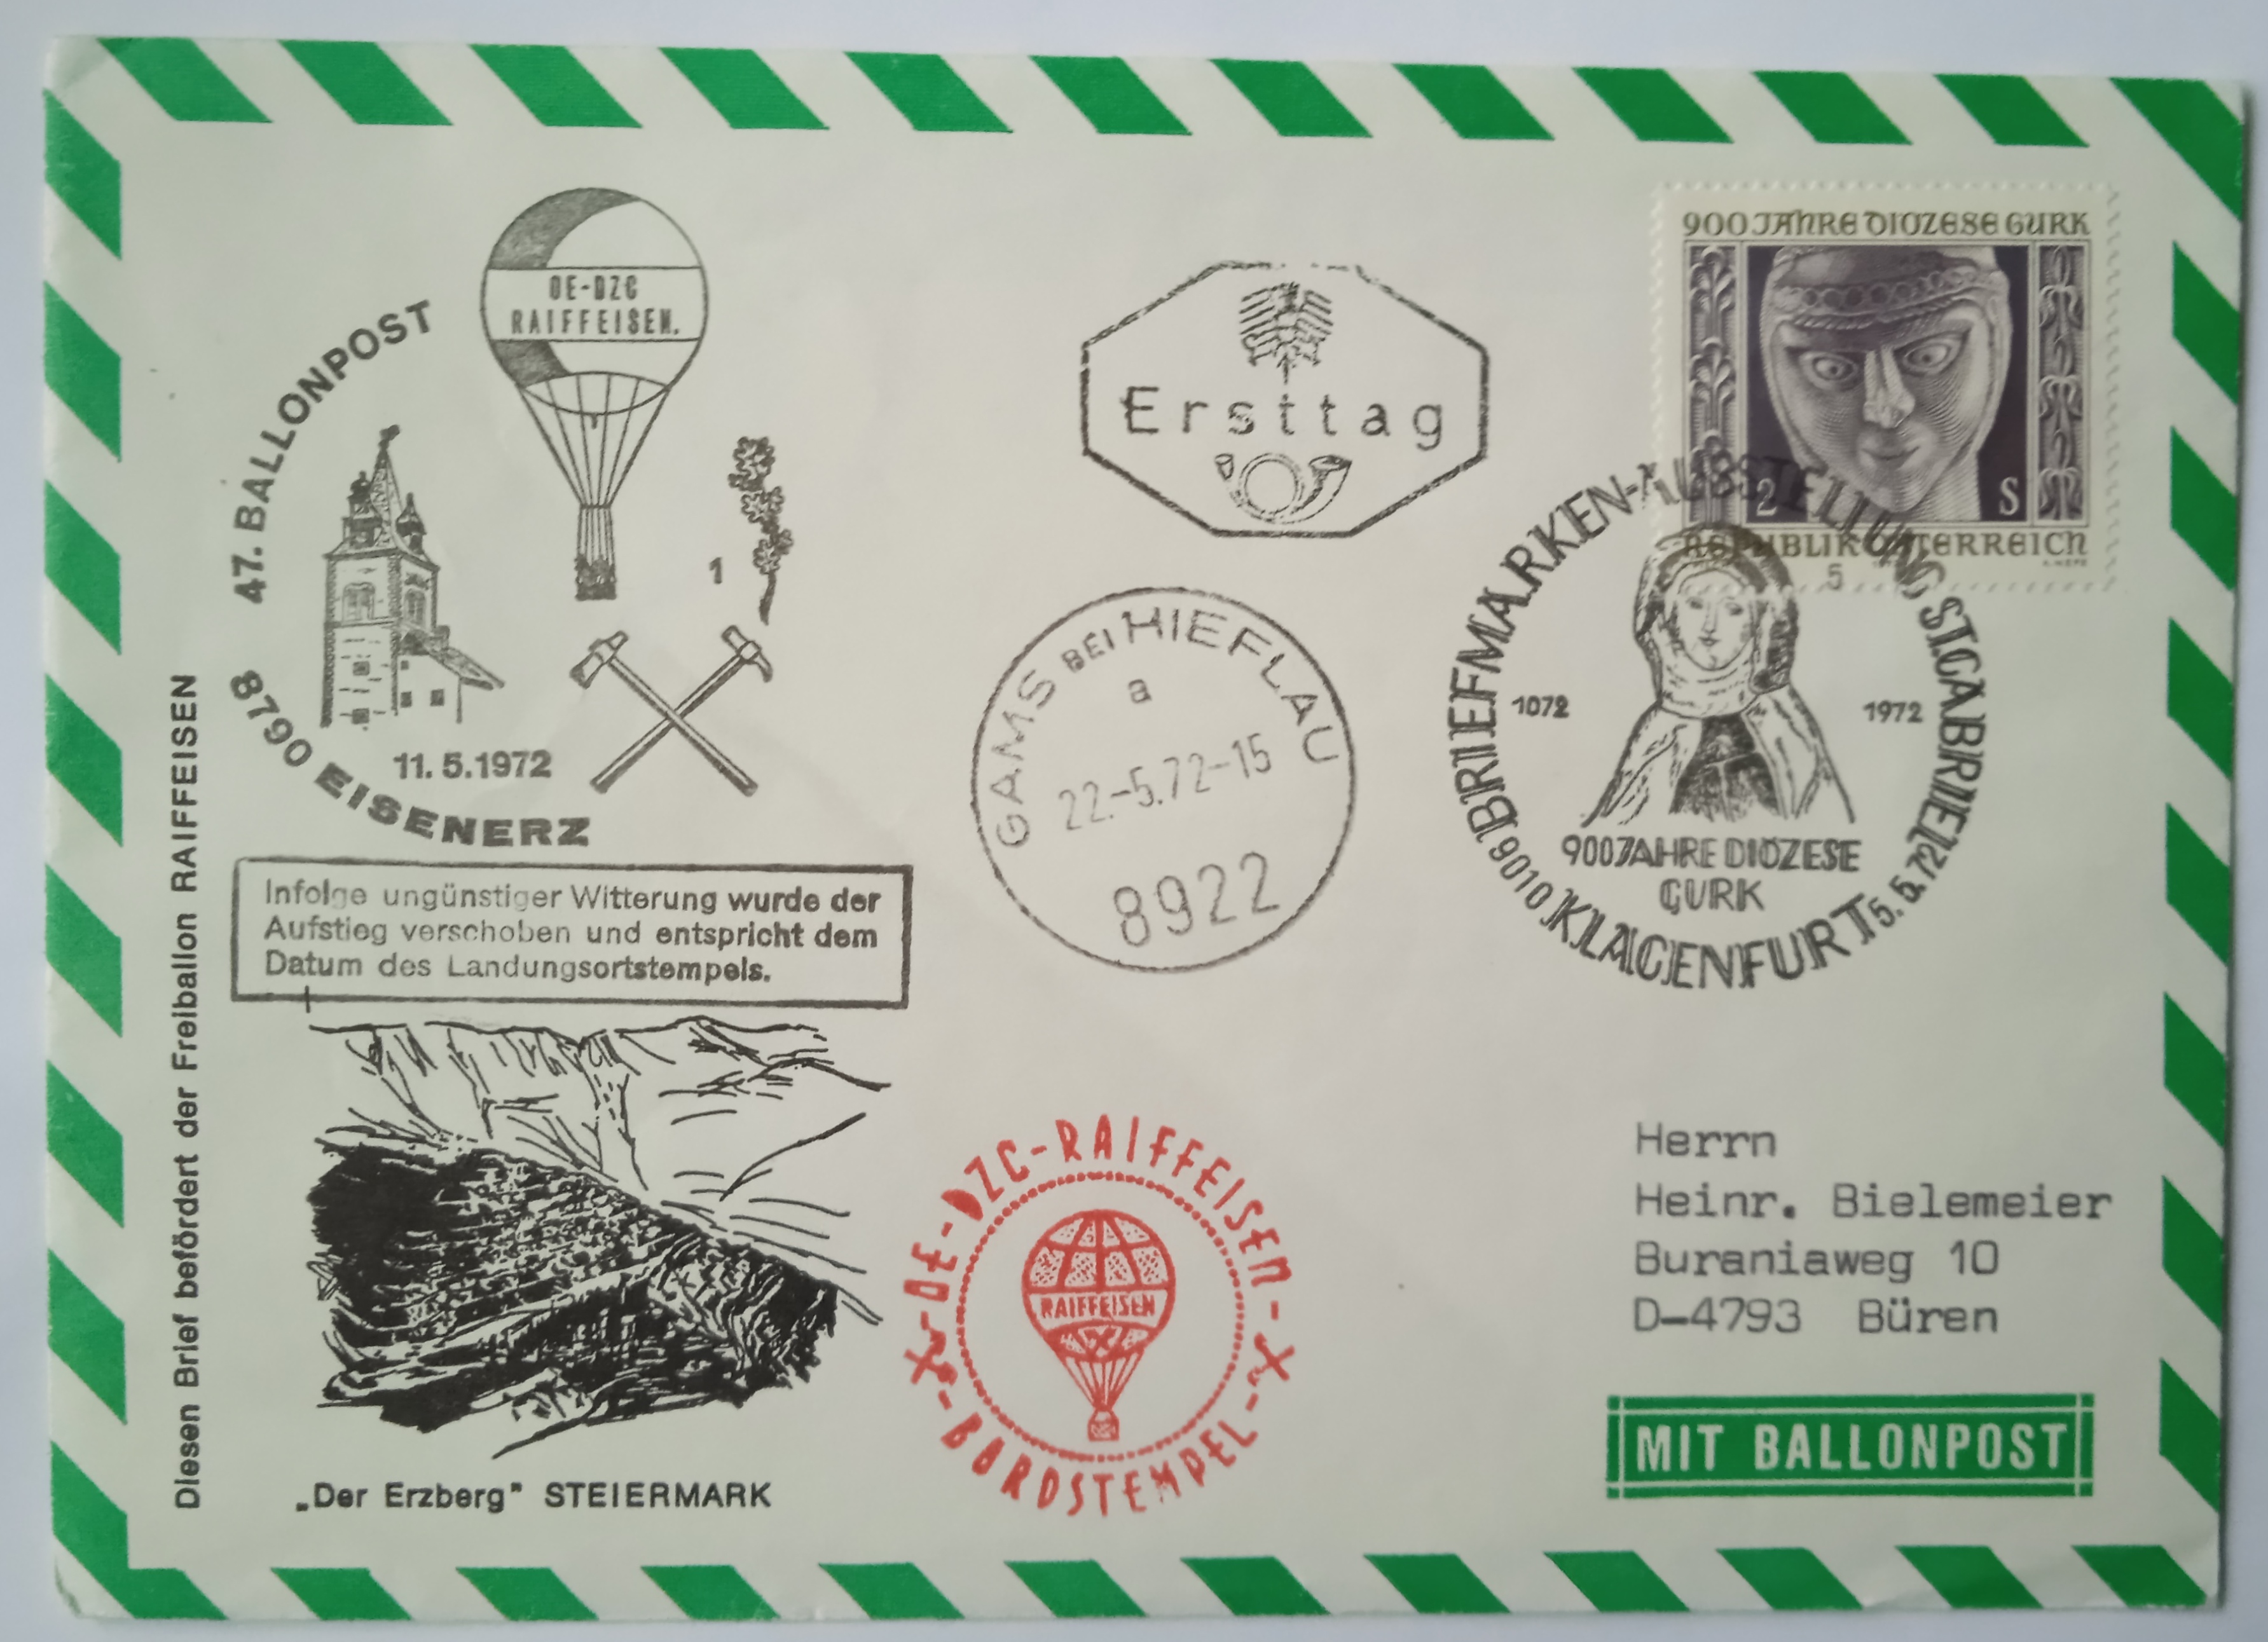 47. BALLONPOST
OE-DZC
RAIFFEISEN.
1
8790 EISENERZ
11.5.1972
Infolge ungünstiger Witterung wurde der
Aufstieg verschoben und entspricht dem
Datum des Landungsortstempels.
Diesen Brief befördert der Freiballon RAIFFEISEN
„Der Erzberg" STEIERMARK
Ersttag
GAMS BEI HIEFLAU
a
22.-5.72-15
8922
OE-DZC-RAIFFEISEN-
RAIFFEISEN
-BORDSTEMPEL-
900 JAHRE DIÖZESE GURK
2 S
REPUBLIK ÖSTERREICH
5
BRIEFMARKEN-AUSSTELLUNG ST.GABRIEL
1072
1972
900 JAHRE DIÖZESE
GURK
9010 KLAGENFURT 5.5.72
Herrn
Heinr. Bielemeier
Buraniaweg 10
D-4793 Büren
MIT BALLONPOST